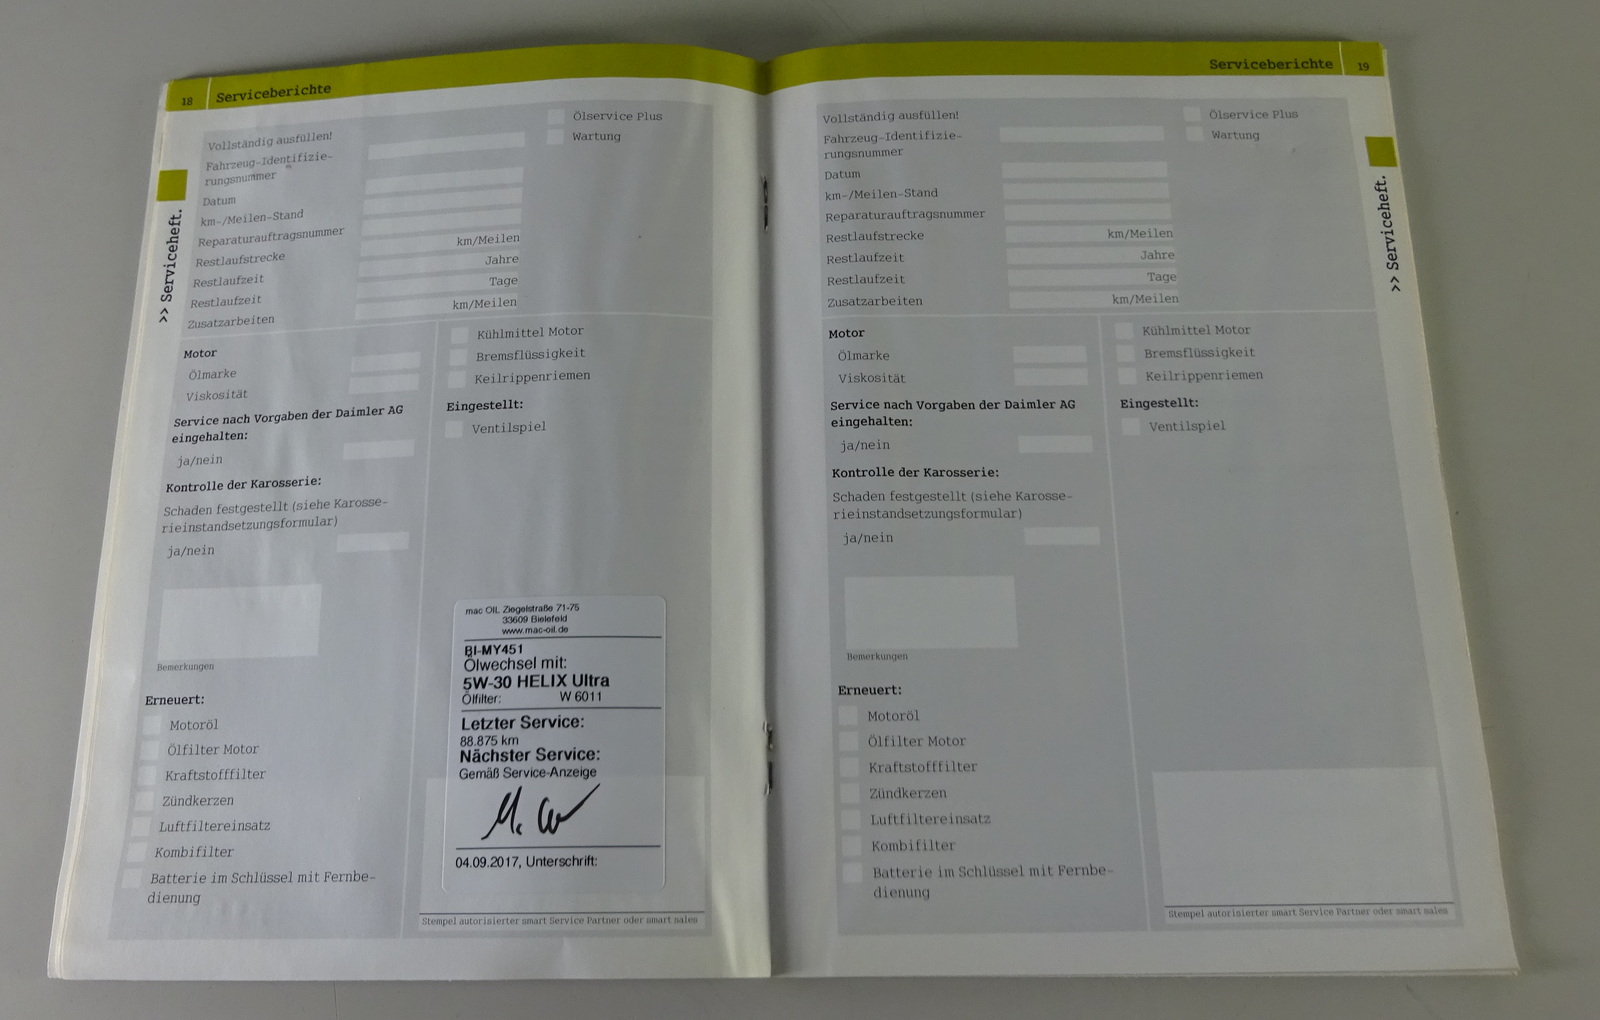 18 Serviceberichte
>> Serviceheft.
Vollständig ausfüllen!
Fahrzeug-Identifizie-
rungsnummer
Datum
km-/Meilen-Stand
Reparaturauftragsnummer
Restlaufstrecke km/Meilen
Restlaufzeit Jahre
Restlaufzeit Tage
Zusatzarbeiten km/Meilen
Ölservice Plus
Wartung
Motor
Ölmarke
Viskosität
Service nach Vorgaben der Daimler AG
eingehalten:
ja/nein
Kontrolle der Karosserie:
Schaden festgestellt (siehe Karosse-
rieinstandsetzungsformular)
ja/nein
Bemerkungen
Erneuert:
Motoröl
Ölfilter Motor
Kraftstofffilter
Zündkerzen
Luftfiltereinsatz
Kombifilter
Batterie im Schlüssel mit Fernbe-
dienung
Kühlmittel Motor
Bremsflüssigkeit
Keilrippenriemen
Eingestellt:
Ventilspiel
mac OIL Ziegelstraße 71-75
33609 Bielefeld
www.mac-oil.de
BI-MY451
Ölwechsel mit:
5W-30 HELIX Ultra
Ölfilter: W 6011
Letzter Service:
88.875 km
Nächster Service:
Gemäß Service-Anzeige
04.09.2017, Unterschrift:
Stempel autorisierter smart Service Partner oder smart sales
Serviceberichte 19
>> Serviceheft.
Vollständig ausfüllen!
Fahrzeug-Identifizie-
rungsnummer
Datum
km-/Meilen-Stand
Reparaturauftragsnummer
Restlaufstrecke km/Meilen
Restlaufzeit Jahre
Restlaufzeit Tage
Zusatzarbeiten km/Meilen
Ölservice Plus
Wartung
Motor
Ölmarke
Viskosität
Service nach Vorgaben der Daimler AG
eingehalten:
ja/nein
Kontrolle der Karosserie:
Schaden festgestellt (siehe Karosse-
rieinstandsetzungsformular)
ja/nein
Bemerkungen
Erneuert:
Motoröl
Ölfilter Motor
Kraftstofffilter
Zündkerzen
Luftfiltereinsatz
Kombifilter
Batterie im Schlüssel mit Fernbe-
dienung
Kühlmittel Motor
Bremsflüssigkeit
Keilrippenriemen
Eingestellt:
Ventilspiel
Stempel autorisierter smart Service Partner oder smart sales